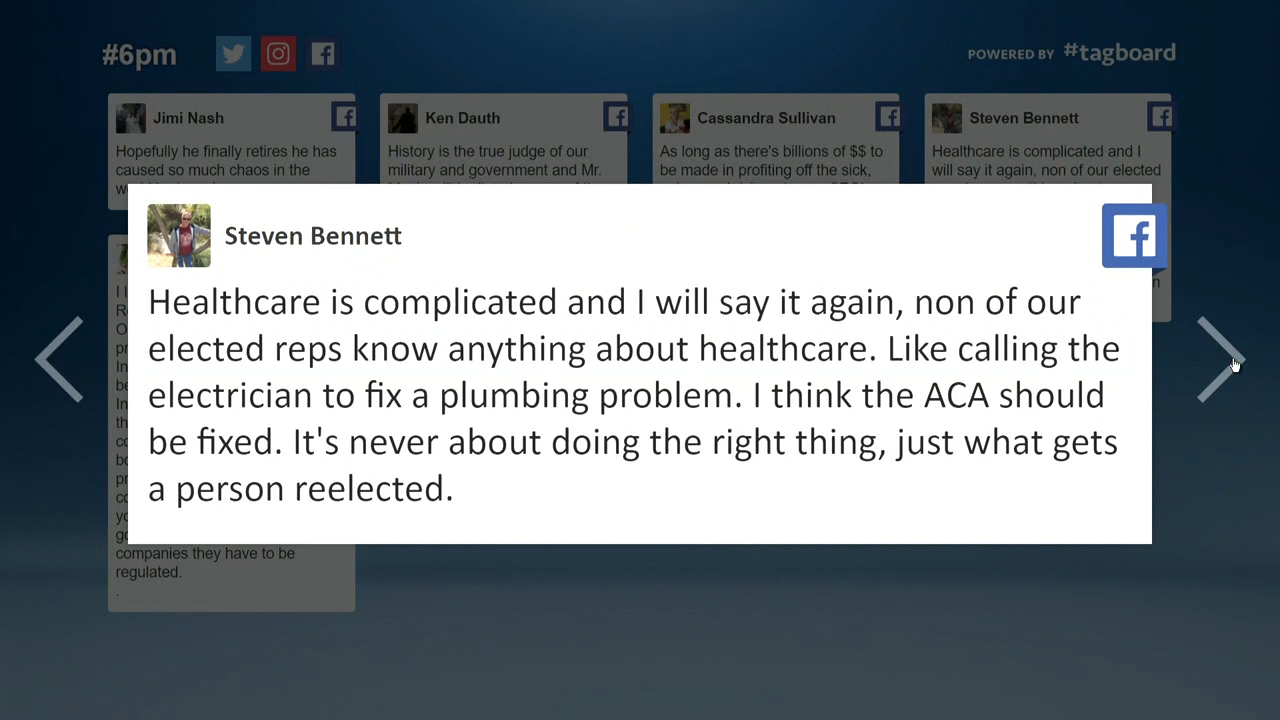 #6pm
POWERED BY #tagboard
Jimi Nash
Hopefully he finally retires he has
caused so much chaos in the
Ken Dauth
History is the true judge of our
military and government and Mr.
Cassandra Sullivan
As long as there's billions of $$ to
be made in profiting off the sick,
Steven Bennett
Healthcare is complicated and I
will say it again, non of our elected
Steven Bennett
Healthcare is complicated and I will say it again, non of our
elected reps know anything about healthcare. Like calling the
electrician to fix a plumbing problem. I think the ACA should
be fixed. It's never about doing the right thing, just what gets
a person reelected.
companies they have to be
regulated.
.